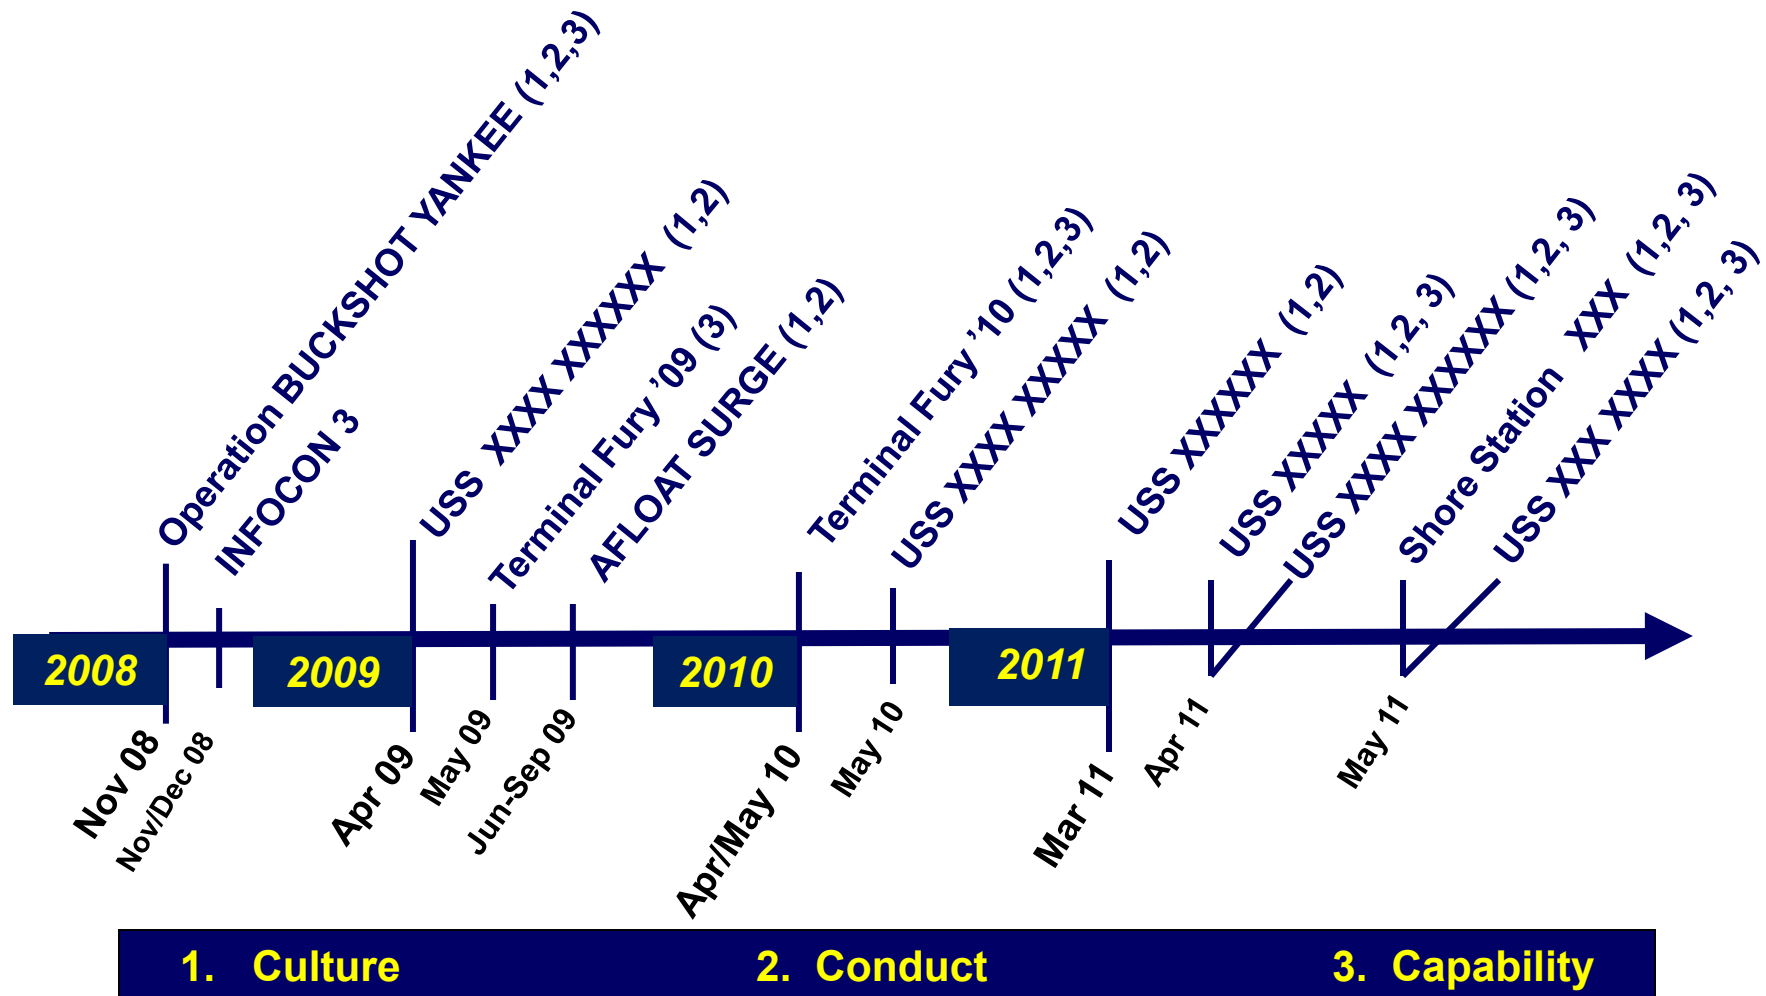 Operation BUCKSHOT YANKEE (1,2,3)
INFOCON 3
USS  XXXX XXXXXX  (1,2)
Terminal Fury ’09 (3)
AFLOAT SURGE (1,2)
Terminal Fury ’10 (1,2,3)
USS XXXX XXXXX  (1,2)
USS XXXXXX  (1,2)
USS XXXXX  (1,2, 3)
USS XXXX XXXXXX (1,2, 3)
Shore Station   XXX  (1,2, 3)
USS XXX XXXX (1,2, 3)
2008
2009
2010
2011
Nov 08
Nov/Dec 08
Apr 09
May 09
Jun-Sep 09
Apr/May 10
May 10
Mar 11
Apr 11
May 11
1.   Culture
2.  Conduct
3.  Capability